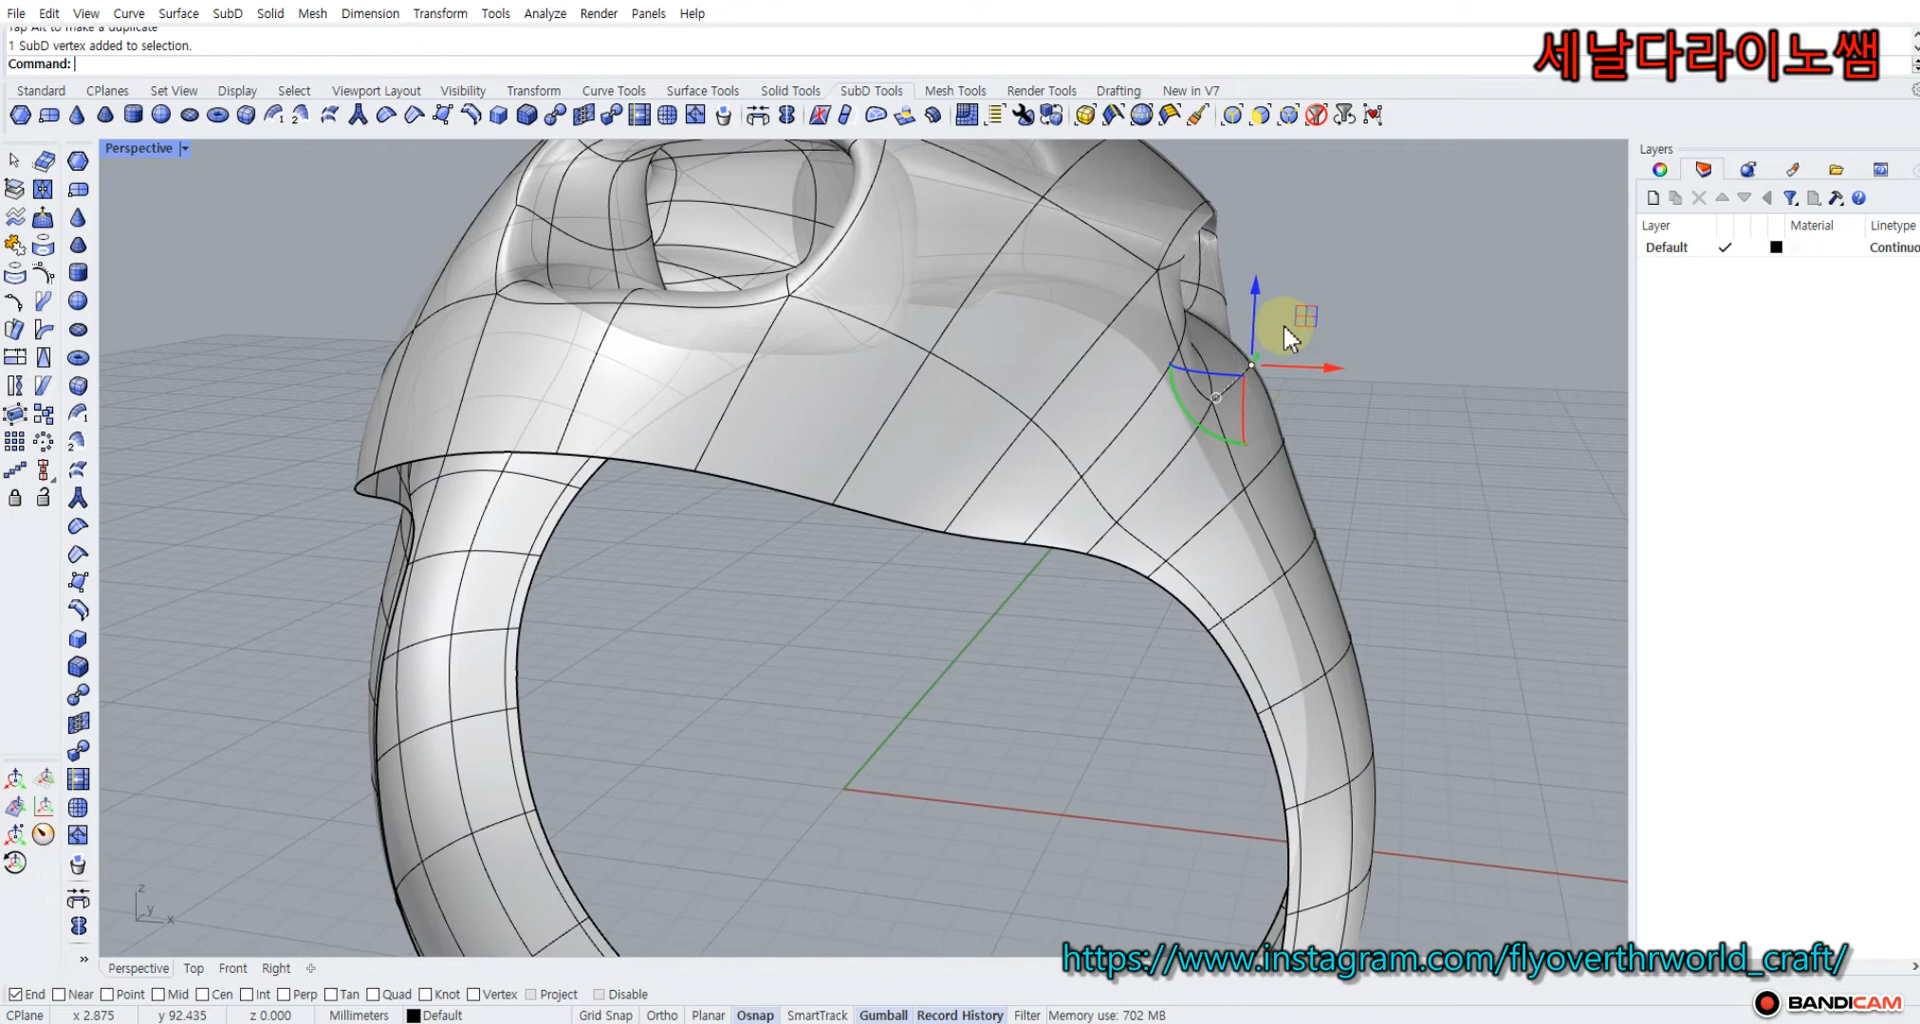 File Edit View Curve Surface SubD Solid Mesh Dimension Transform Tools Analyze Render Panels Help
Tap Alt to make a duplicate
1 SubD vertex added to selection.
Command:
세날다라이노쌤
Standard CPlanes Set View Display Select Viewport Layout Visibility Transform Curve Tools Surface Tools Solid Tools SubD Tools Mesh Tools Render Tools Drafting New in V7
Perspective
Layers
Layer Material Linetype
Default Continuo
z
y
x
https://www.instagram.com/flyoverthrworld_craft/
Perspective Top Front Right
End Near Point Mid Cen Int Perp Tan Quad Knot Vertex Project Disable
BANDICAM
CPlane x 2.875 y 92.435 z 0.000 Millimeters Default Grid Snap Ortho Planar Osnap SmartTrack Gumball Record History Filter Memory use: 702 MB